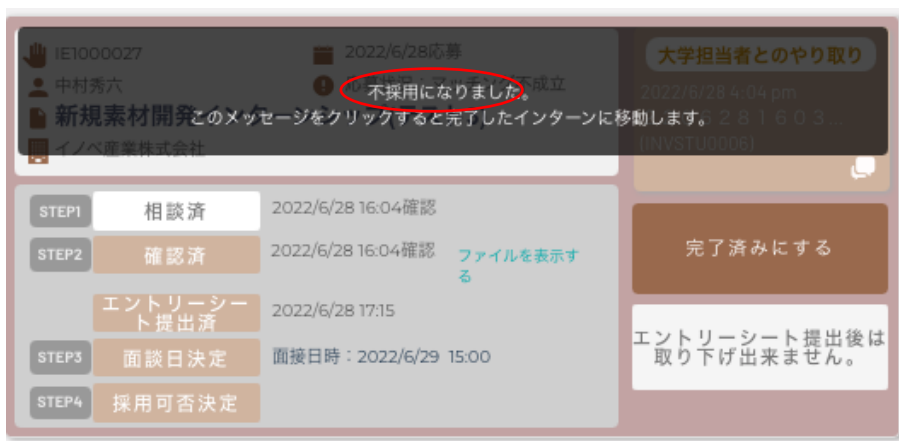 IE1000027
2022/6/28応募
大学担当者とのやり取り
中村秀六
不採用になりました。
2022/6/28 4:04 pm
このメッセージをクリックすると完了したインターンに移動します。
イノベ産業株式会社
(INVSTU0006)
STEP1 相談済 2022/6/28 16:04確認
STEP2 確認済 2022/6/28 16:04確認 ファイルを表示す
る
完了済みにする
エントリーシー
ト提出済 2022/6/28 17:15
STEP3 面談日決定 面接日時：2022/6/29 15:00
エントリーシート提出後は
取り下げ出来ません。
STEP4 採用可否決定